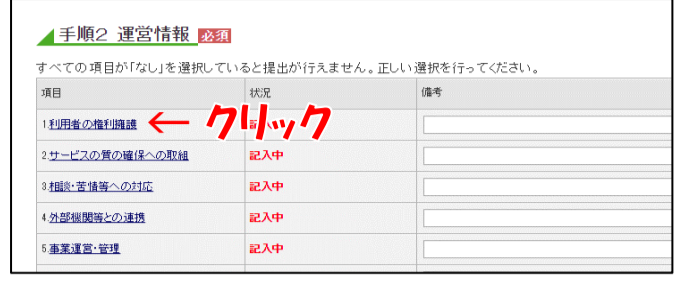 手順2 運営情報 必須
すべての項目が「なし」を選択していると提出が行えません。正しい選択を行ってください。
項目 状況 備考
1.利用者の権利擁護 ← クリック
2.サービスの質の確保への取組 記入中
3.相談・苦情等への対応 記入中
4.外部機関等との連携 記入中
5.事業運営・管理 記入中